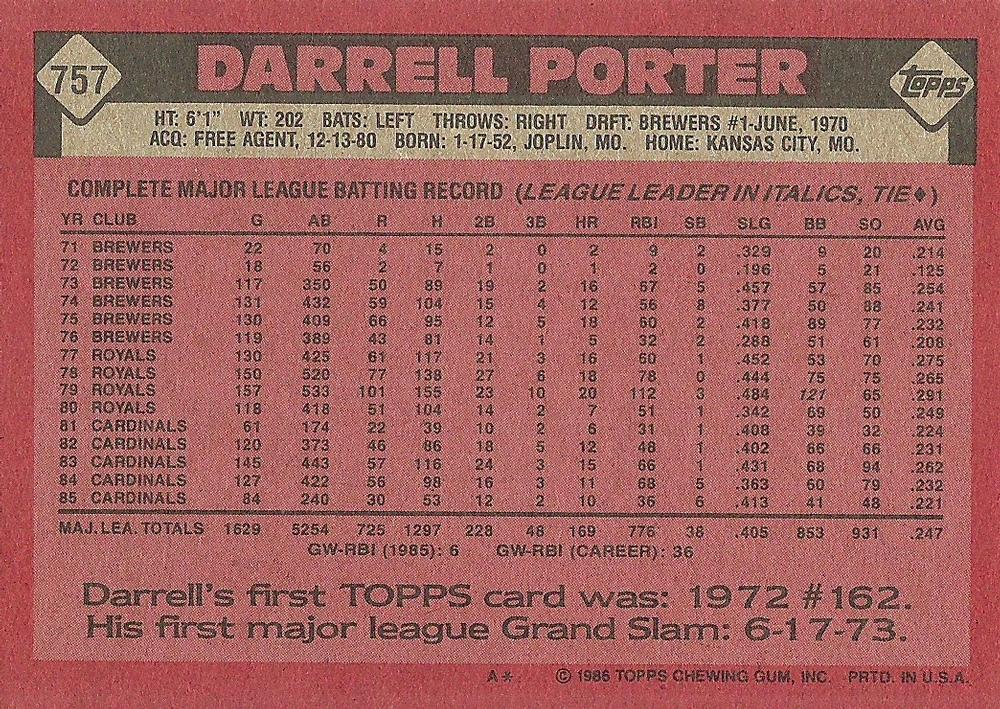 757 DARRELL PORTER TOPPS
HT: 6'1" WT: 202 BATS: LEFT THROWS: RIGHT DRFT: BREWERS #1-JUNE, 1970
ACQ: FREE AGENT, 12-13-80 BORN: 1-17-52, JOPLIN, MO. HOME: KANSAS CITY, MO.
COMPLETE MAJOR LEAGUE BATTING RECORD (LEAGUE LEADER IN ITALICS, TIE♦)
YR CLUB G AB R H 2B 3B HR RBI SB SLG BB SO AVG
71 BREWERS 22 70 4 15 2 0 2 9 2 .329 9 20 .214
72 BREWERS 18 56 2 7 1 0 1 2 0 .196 5 21 .125
73 BREWERS 117 350 50 89 19 2 16 67 5 .457 57 85 .254
74 BREWERS 131 432 59 104 15 4 12 56 8 .377 50 88 .241
75 BREWERS 130 409 66 95 12 5 18 60 2 .418 89 77 .232
76 BREWERS 119 389 43 81 14 1 5 32 2 .288 51 61 .208
77 ROYALS 130 425 61 117 21 3 16 60 1 .452 53 70 .275
78 ROYALS 150 520 77 138 27 6 18 78 0 .444 75 75 .265
79 ROYALS 157 533 101 155 23 10 20 112 3 .484 127 65 .291
80 ROYALS 118 418 51 104 14 2 7 51 1 .342 69 50 .249
81 CARDINALS 61 174 22 39 10 2 6 31 1 .408 39 32 .224
82 CARDINALS 120 373 46 86 18 5 12 48 1 .402 66 66 .231
83 CARDINALS 145 443 57 116 24 3 15 66 1 .431 68 94 .262
84 CARDINALS 127 422 56 98 16 3 11 68 5 .363 60 79 .232
85 CARDINALS 84 240 30 53 12 2 10 36 6 .413 41 48 .221
MAJ. LEA. TOTALS 1629 5254 725 1297 228 48 169 776 38 .405 853 931 .247
GW-RBI (1985): 6 GW-RBI (CAREER): 36
Darrell's first TOPPS card was: 1972 #162.
His first major league Grand Slam: 6-17-73.
A* © 1986 TOPPS CHEWING GUM, INC. PRTD. IN U.S.A.